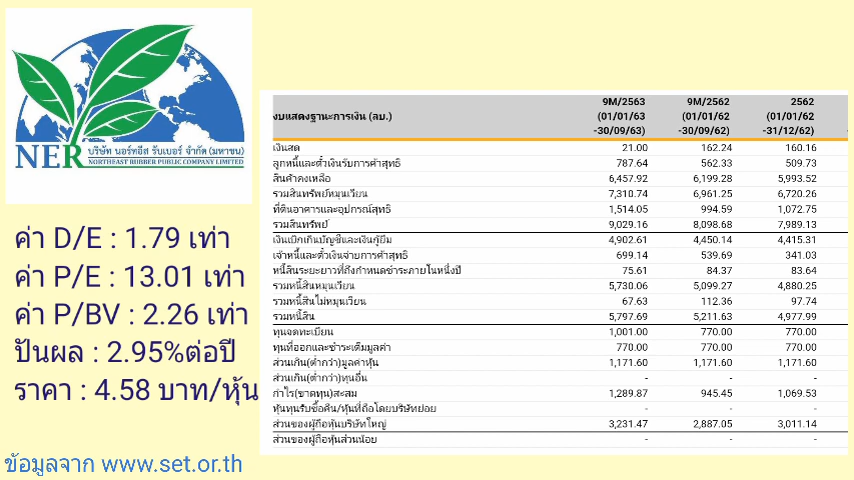 NER
บริษัท นอร์ทอีส รับเบอร์ จำกัด (มหาชน)
NORTHEAST RUBBER PUBLIC COMPANY LIMITED
ค่า D/E : 1.79 เท่า
ค่า P/E : 13.01 เท่า
ค่า P/BV : 2.26 เท่า
ปันผล : 2.95%ต่อปี
ราคา : 4.58 บาท/หุ้น
ข้อมูลจาก www.set.or.th
งบแสดงฐานะการเงิน (ลบ.) 9M/2563 (01/01/63 -30/09/63) 9M/2562 (01/01/62 -30/09/62) 2562 (01/01/62 -31/12/62)
เงินสด 21.00 162.24 160.16
ลูกหนี้และตั๋วเงินรับการค้าสุทธิ 787.64 562.33 509.73
สินค้าคงเหลือ 6,457.92 6,199.28 5,993.52
รวมสินทรัพย์หมุนเวียน 7,310.74 6,961.25 6,720.26
ที่ดินอาคารและอุปกรณ์สุทธิ 1,514.05 994.59 1,072.75
รวมสินทรัพย์ 9,029.16 8,098.68 7,989.13
เงินเบิกเกินบัญชีและเงินกู้ยืม 4,902.61 4,450.14 4,415.31
เจ้าหนี้และตั๋วเงินจ่ายการค้าสุทธิ 699.14 539.69 341.03
หนี้สินระยะยาวที่ถึงกำหนดชำระภายในหนึ่งปี 75.61 84.37 83.64
รวมหนี้สินหมุนเวียน 5,730.06 5,099.27 4,880.25
รวมหนี้สินไม่หมุนเวียน 67.63 112.36 97.74
รวมหนี้สิน 5,797.69 5,211.63 4,977.99
ทุนจดทะเบียน 1,001.00 770.00 770.00
ทุนที่ออกและชำระเต็มมูลค่า 770.00 770.00 770.00
ส่วนเกิน(ต่ำกว่า)มูลค่าหุ้น 1,171.60 1,171.60 1,171.60
ส่วนเกิน(ต่ำกว่า)ทุนอื่น - - -
กำไร(ขาดทุน)สะสม 1,289.87 945.45 1,069.53
หุ้นทุนรับซื้อคืน/หุ้นที่ถือโดยบริษัทย่อย - - -
ส่วนของผู้ถือหุ้นบริษัทใหญ่ 3,231.47 2,887.05 3,011.14
ส่วนของผู้ถือหุ้นส่วนน้อย - - -